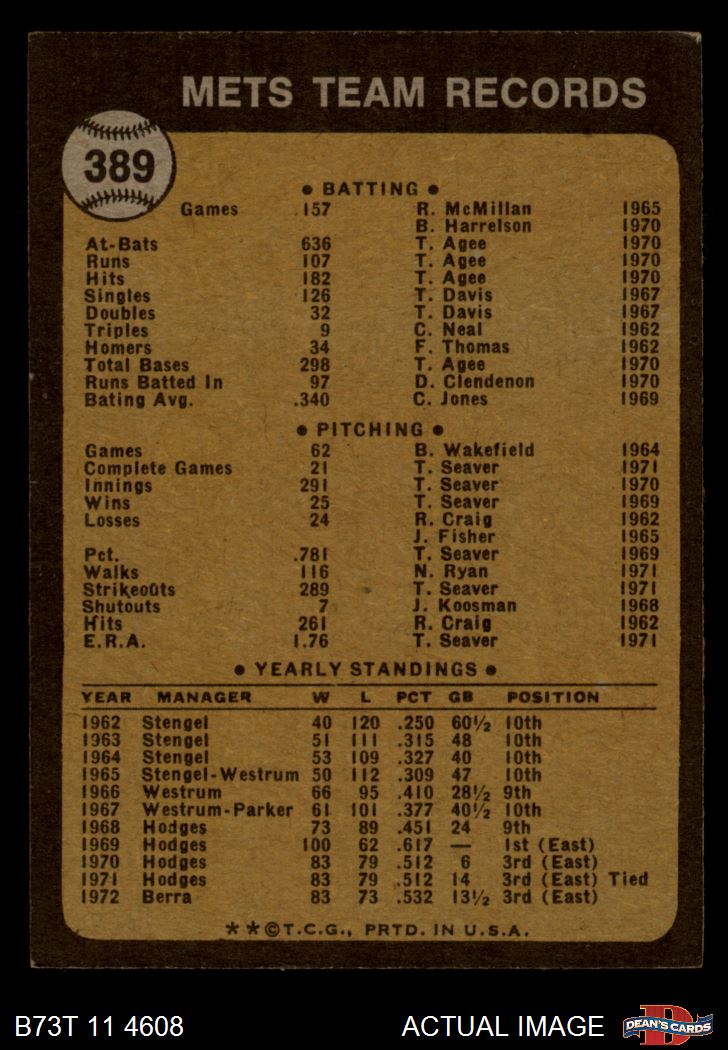 METS TEAM RECORDS
389
• BATTING •
Games 157 R. McMillan 1965
B. Harrelson 1970
At-Bats 636 T. Agee 1970
Runs 107 T. Agee 1970
Hits 182 T. Agee 1970
Singles 126 T. Davis 1967
Doubles 32 T. Davis 1967
Triples 9 C. Neal 1962
Homers 34 F. Thomas 1962
Total Bases 298 T. Agee 1970
Runs Batted In 97 D. Clendenon 1970
Bating Avg. .340 C. Jones 1969
• PITCHING •
Games 62 B. Wakefield 1964
Complete Games 21 T. Seaver 1971
Innings 291 T. Seaver 1970
Wins 25 T. Seaver 1969
Losses 24 R. Craig 1962
J. Fisher 1965
Pct. .781 T. Seaver 1969
Walks 116 N. Ryan 1971
Strikeouts 289 T. Seaver 1971
Shutouts 7 J. Koosman 1968
Hits 261 R. Craig 1962
E.R.A. 1.76 T. Seaver 1971
• YEARLY STANDINGS •
YEAR MANAGER W L PCT GB POSITION
1962 Stengel 40 120 .250 60½ 10th
1963 Stengel 51 111 .315 48 10th
1964 Stengel 53 109 .327 40 10th
1965 Stengel-Westrum 50 112 .309 47 10th
1966 Westrum 66 95 .410 28½ 9th
1967 Westrum-Parker 61 101 .377 40½ 10th
1968 Hodges 73 89 .451 24 9th
1969 Hodges 100 62 .617 — 1st (East)
1970 Hodges 83 79 .512 6 3rd (East)
1971 Hodges 83 79 .512 14 3rd (East) Tied
1972 Berra 83 73 .532 13½ 3rd (East)
**©T.C.G., PRTD. IN U.S.A.
B73T 11 4608 ACTUAL IMAGE D DEAN'S CARDS